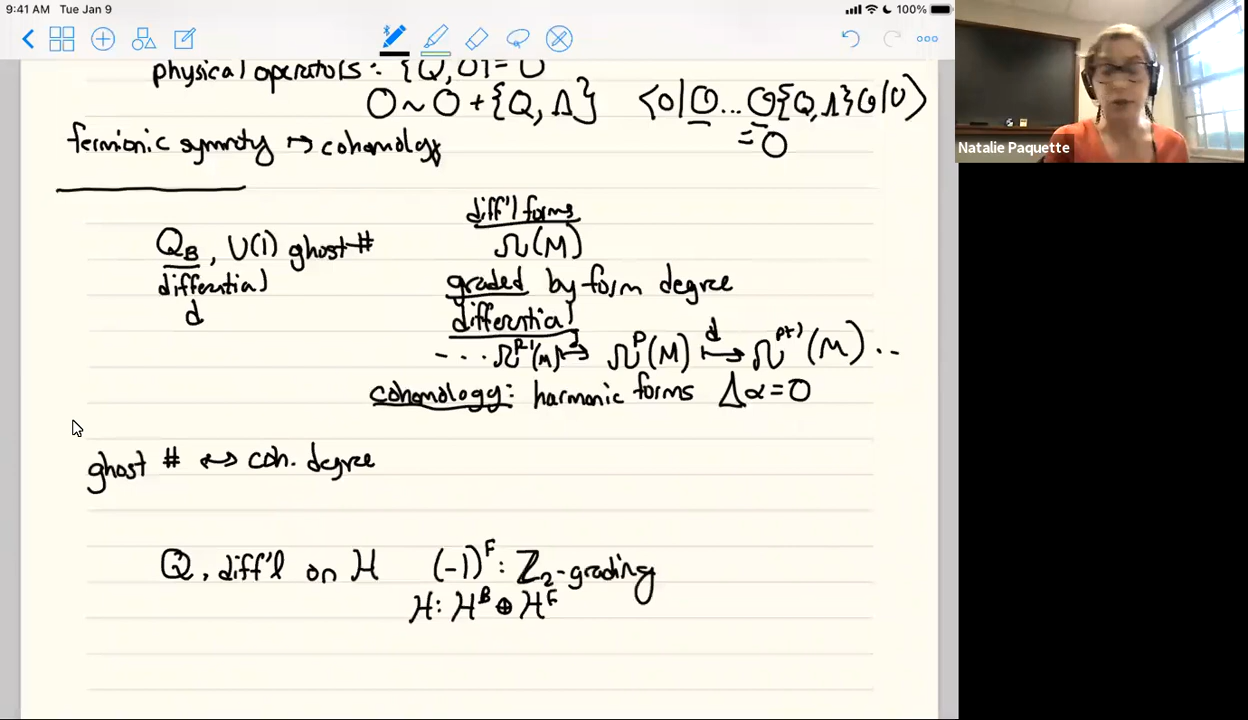 9:41 AM Tue Jan 9
100%
physical operators: {Q, O} = 0
O ~ O + {Q, Λ} ⟨0|O...O{Q,Λ}O|0⟩
= 0
fermionic symmetry ↦ cohomology
diff'l forms
Q_B, U(1) ghost # Ω(M)
differential graded by form degree
d differential
-··· Ω^{p-1}(M) → Ω^p(M) ↦^d Ω^{p+1}(M) ··
cohomology: harmonic forms Δα = 0
ghost # ↔ coh. degree
Q, diff'l on H (-1)^F : Z_2-grading
H: H^B ⊕ H^F
Natalie Paquette